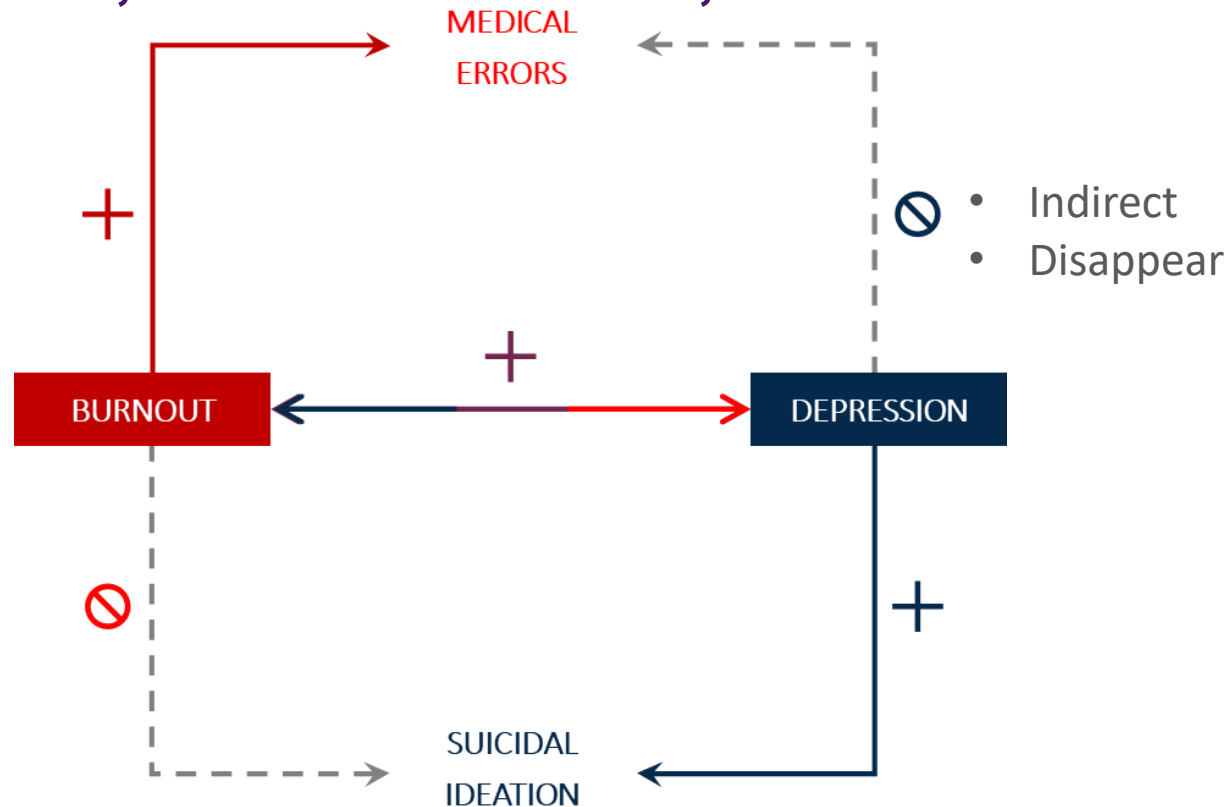 MEDICAL
ERRORS
+
• Indirect
• Disappear
+
BURNOUT
DEPRESSION
+
SUICIDAL
IDEATION